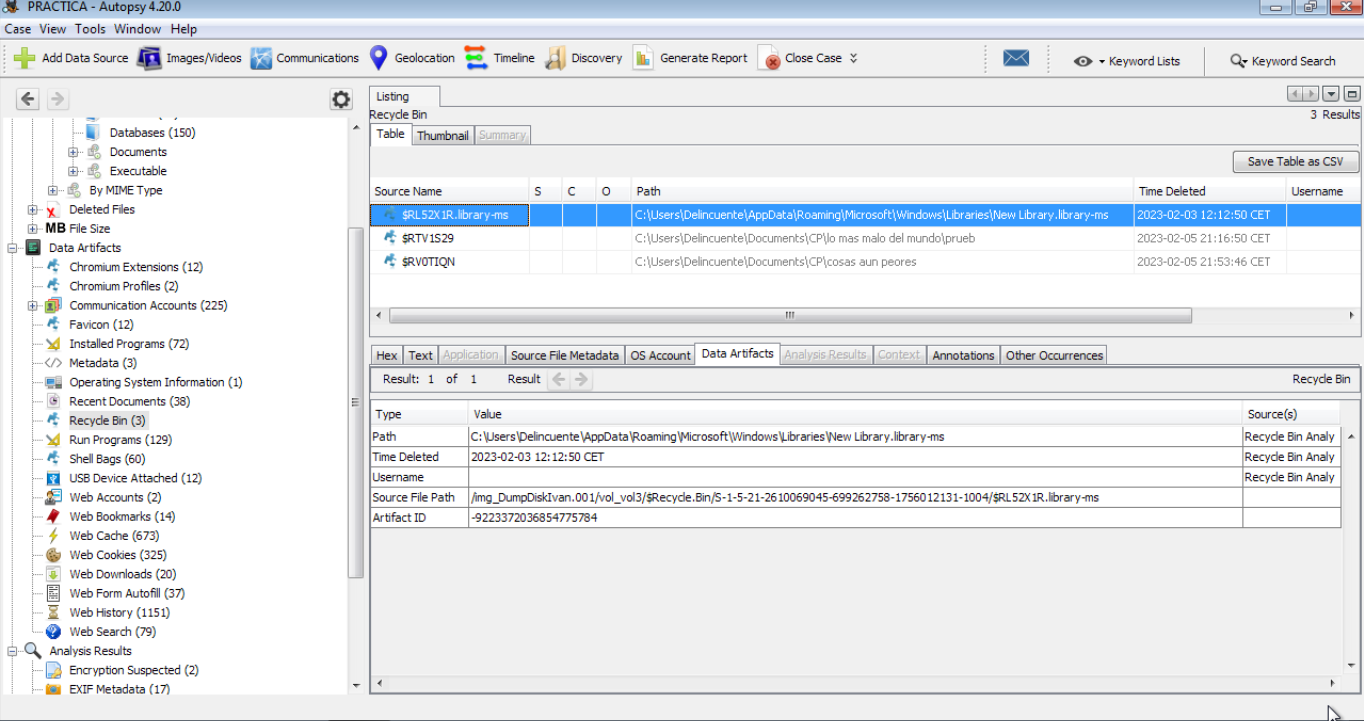 PRACTICA - Autopsy 4.20.0
Case View Tools Window Help
Add Data Source Images/Videos Communications Geolocation Timeline Discovery Generate Report Close Case Keyword Lists Keyword Search
Listing
Recycle Bin 3 Results
Table Thumbnail Summary
Save Table as CSV
Source Name S C O Path Time Deleted Username
$RL52X1R.library-ms C:\Users\Delincuente\AppData\Roaming\Microsoft\Windows\Libraries\New Library.library-ms 2023-02-03 12:12:50 CET
$RTV1S29 C:\Users\Delincuente\Documents\CP\lo mas malo del mundo\prueb 2023-02-05 21:16:50 CET
$RV0TIQN C:\Users\Delincuente\Documents\CP\cosas aun peores 2023-02-05 21:53:46 CET
Databases (150)
Documents
Executable
By MIME Type
Deleted Files
MB File Size
Data Artifacts
Chromium Extensions (12)
Chromium Profiles (2)
Communication Accounts (225)
Favicon (12)
Installed Programs (72)
Metadata (3)
Operating System Information (1)
Recent Documents (38)
Recycle Bin (3)
Run Programs (129)
Shell Bags (60)
USB Device Attached (12)
Web Accounts (2)
Web Bookmarks (14)
Web Cache (673)
Web Cookies (325)
Web Downloads (20)
Web Form Autofill (37)
Web History (1151)
Web Search (79)
Analysis Results
Encryption Suspected (2)
EXIF Metadata (17)
Hex Text Application Source File Metadata OS Account Data Artifacts Analysis Results Context Annotations Other Occurrences
Result: 1 of 1 Result Recycle Bin
Type Value Source(s)
Path C:\Users\Delincuente\AppData\Roaming\Microsoft\Windows\Libraries\New Library.library-ms Recycle Bin Analy
Time Deleted 2023-02-03 12:12:50 CET Recycle Bin Analy
Username Recycle Bin Analy
Source File Path /img_DumpDiskIvan.001/vol_vol3/$Recycle.Bin/S-1-5-21-2610069045-699262758-1756012131-1004/$RL52X1R.library-ms
Artifact ID -9223372036854775784